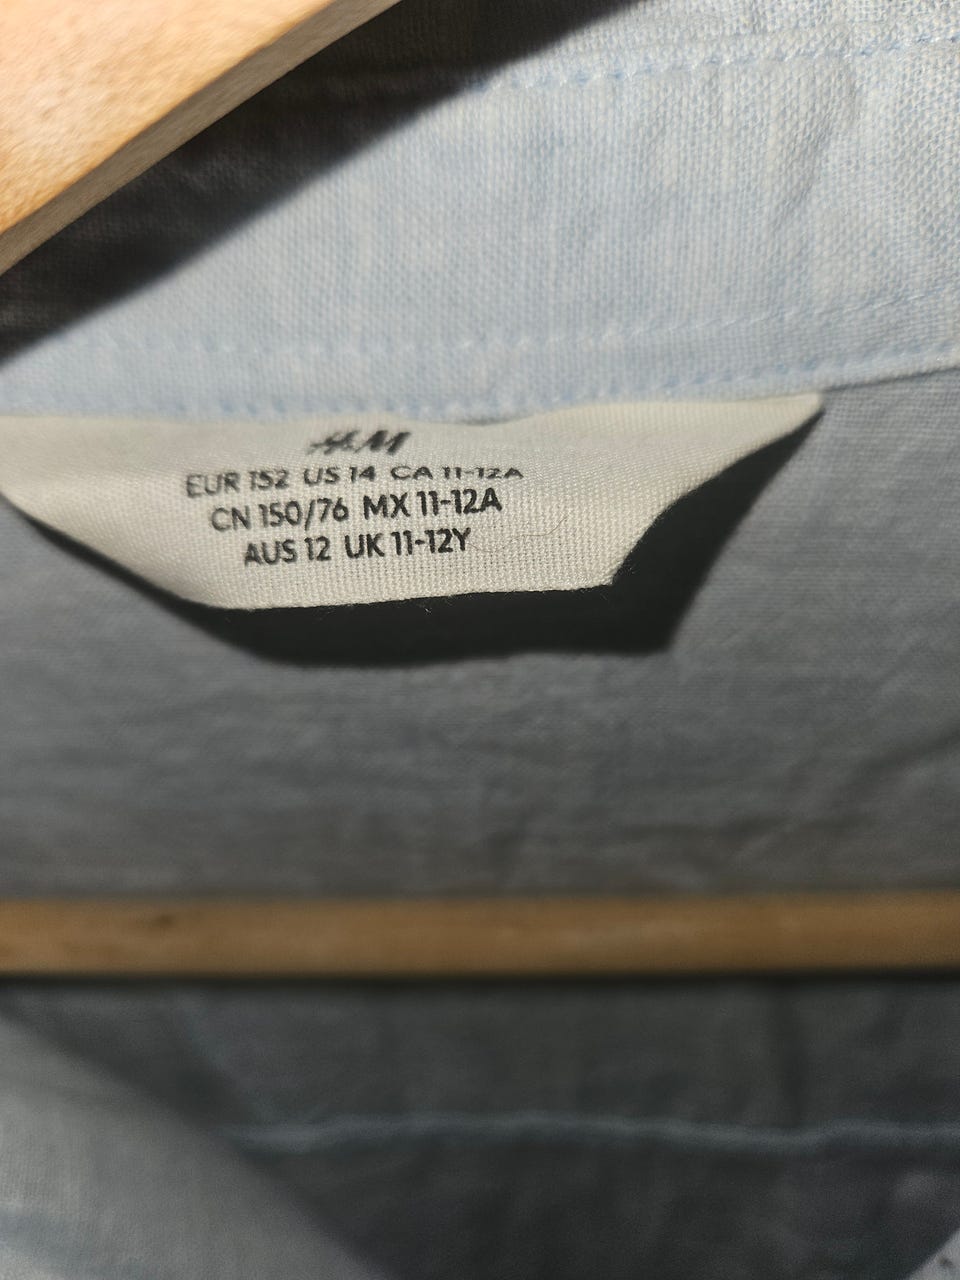 H&M
EUR 152 US 14 CA 11-12A
CN 150/76 MX 11-12A
AUS 12 UK 11-12Y